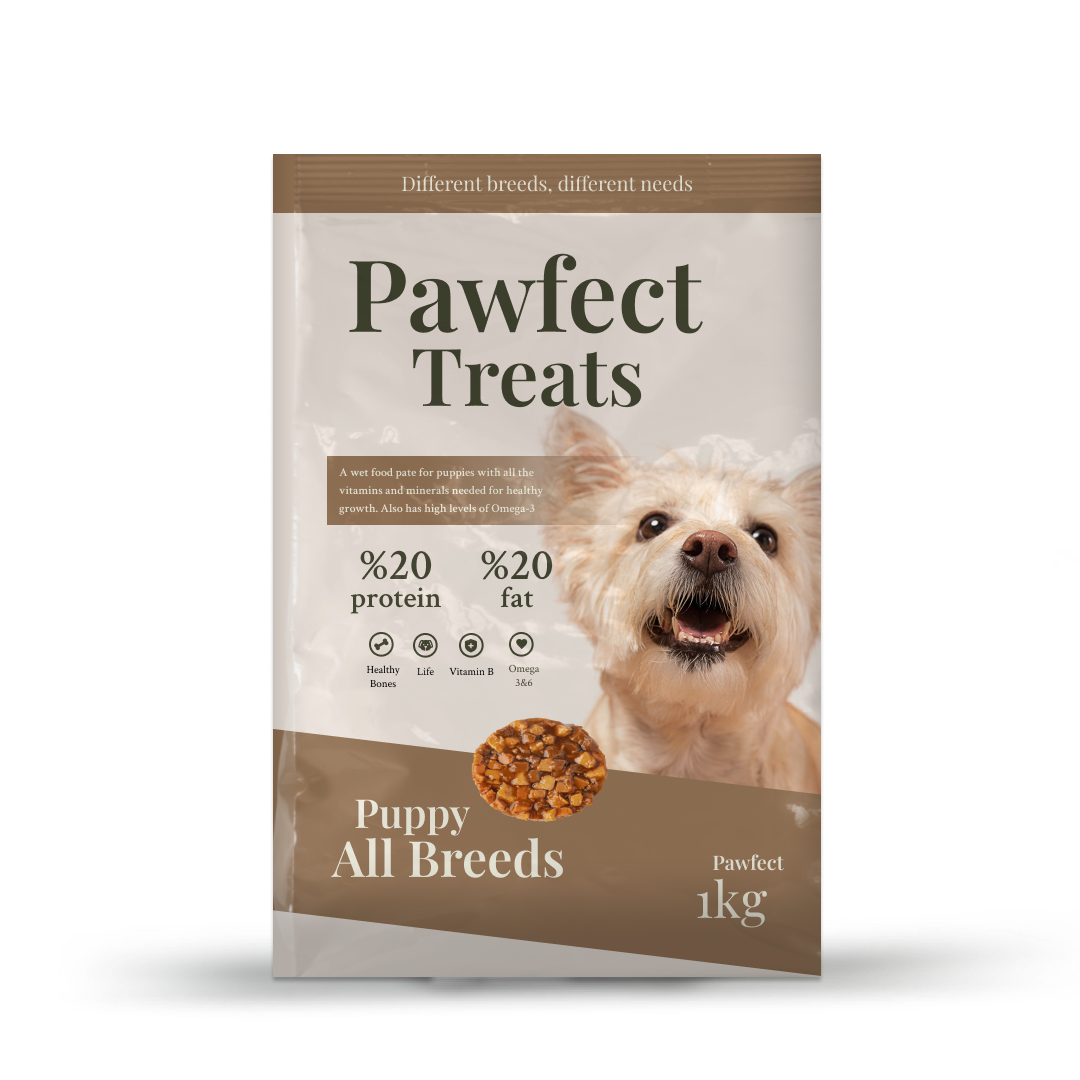 Different breeds, different needs
Pawfect
Treats
A wet food pate for puppies with all the
vitamins and minerals needed for healthy
growth. Also has high levels of Omega-3
%20 %20
protein fat
Healthy
Bones
Life
Vitamin B
Omega
3&6
Puppy
All Breeds
Pawfect
1kg